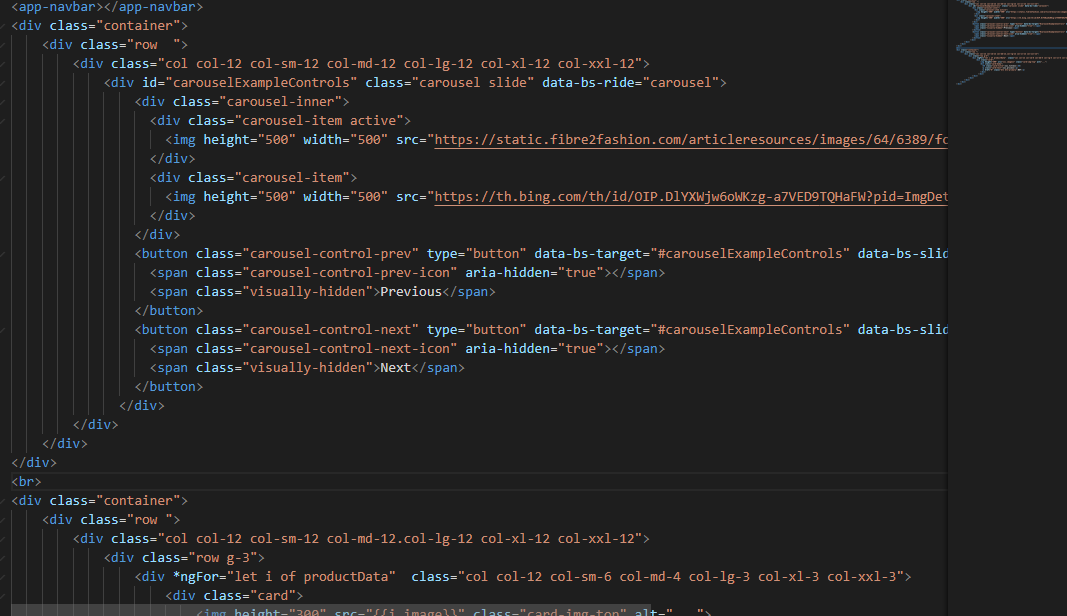 <app-navbar></app-navbar>
<div class="container">
<div class="row  ">
<div class="col col-12 col-sm-12 col-md-12 col-lg-12 col-xl-12 col-xxl-12">
<div id="carouselExampleControls" class="carousel slide" data-bs-ride="carousel">
<div class="carousel-inner">
<div class="carousel-item active">
<img height="500" width="500" src="https://static.fibre2fashion.com/articleresources/images/64/6389/fo
</div>
<div class="carousel-item">
<img height="500" width="500" src="https://th.bing.com/th/id/OIP.DlYXWjw6oWKzg-a7VED9TQHaFW?pid=ImgDet
</div>
</div>
<button class="carousel-control-prev" type="button" data-bs-target="#carouselExampleControls" data-bs-slid
<span class="carousel-control-prev-icon" aria-hidden="true"></span>
<span class="visually-hidden">Previous</span>
</button>
<button class="carousel-control-next" type="button" data-bs-target="#carouselExampleControls" data-bs-slid
<span class="carousel-control-next-icon" aria-hidden="true"></span>
<span class="visually-hidden">Next</span>
</button>
</div>
</div>
</div>
</div>
<br>
<div class="container">
<div class="row ">
<div class="col col-12 col-sm-12 col-md-12.col-lg-12 col-xl-12 col-xxl-12">
<div class="row g-3">
<div *ngFor="let i of productData"  class="col col-12 col-sm-6 col-md-4 col-lg-3 col-xl-3 col-xxl-3">
<div class="card">
<img height="300" src="{{i.image}}" class="card-img-top" alt="...">